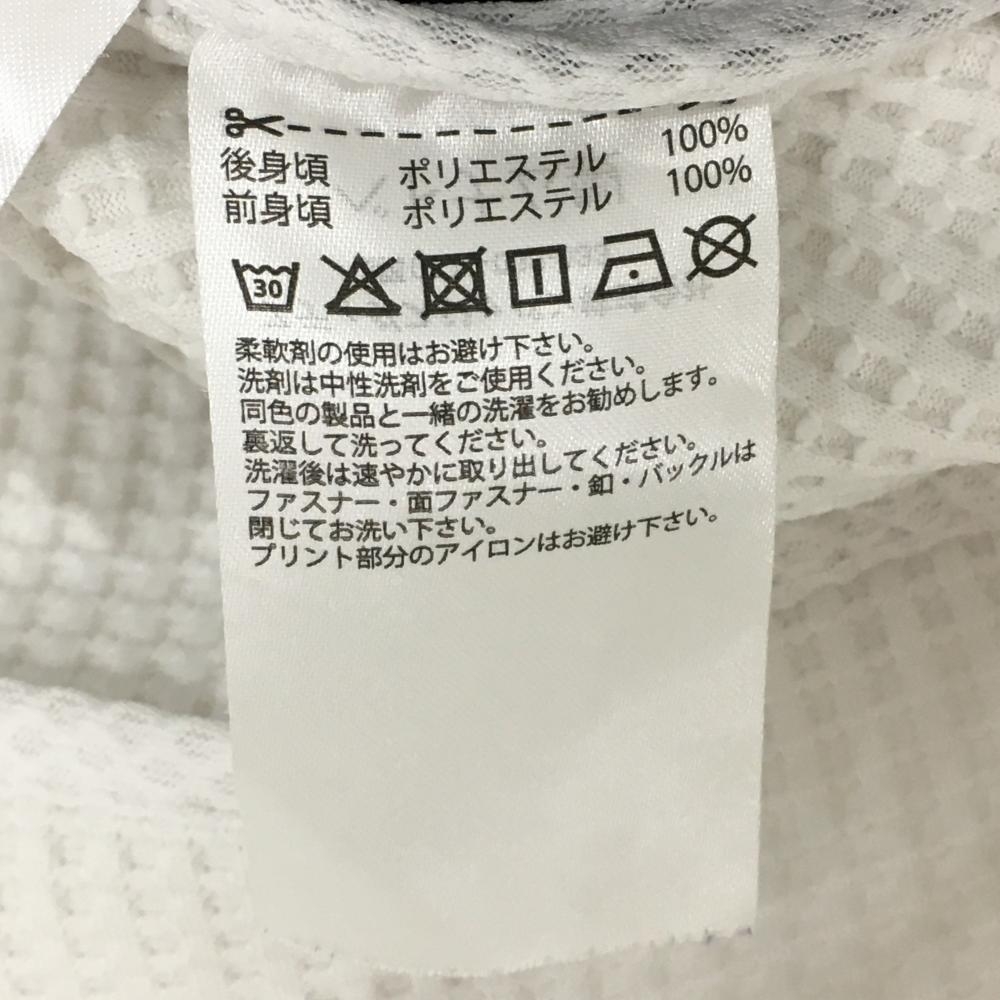 後身頃 ポリエステル 100%
前身頃 ポリエステル 100%
30
柔軟剤の使用はお避け下さい。
洗剤は中性洗剤をご使用ください。
同色の製品と一緒の洗濯をお勧めします。
裏返して洗ってください。
洗濯後は速やかに取り出してください。
ファスナー・面ファスナー・釦・バックルは
閉じてお洗い下さい。
プリント部分のアイロンはお避け下さい。